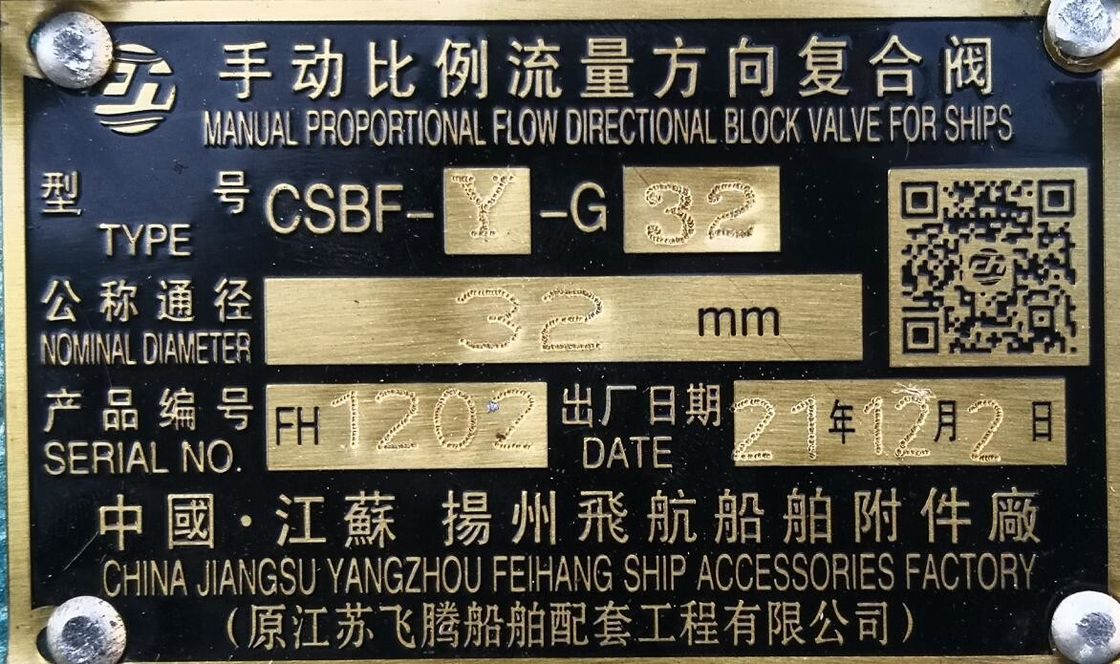 手动比例流量方向复合阀
MANUAL PROPORTIONAL FLOW DIRECTIONAL BLOCK VALVE FOR SHIPS
型号 CSBF-Y-G 32
TYPE
公称通径 32 mm
NOMINAL DIAMETER
产品编号 FH 1202 出厂日期 21年12月2日
SERIAL NO. DATE
中國·江蘇 揚州飛航船舶附件廠
CHINA JIANGSU YANGZHOU FEIHANG SHIP ACCESSORIES FACTORY
(原江苏飞腾船舶配套工程有限公司)